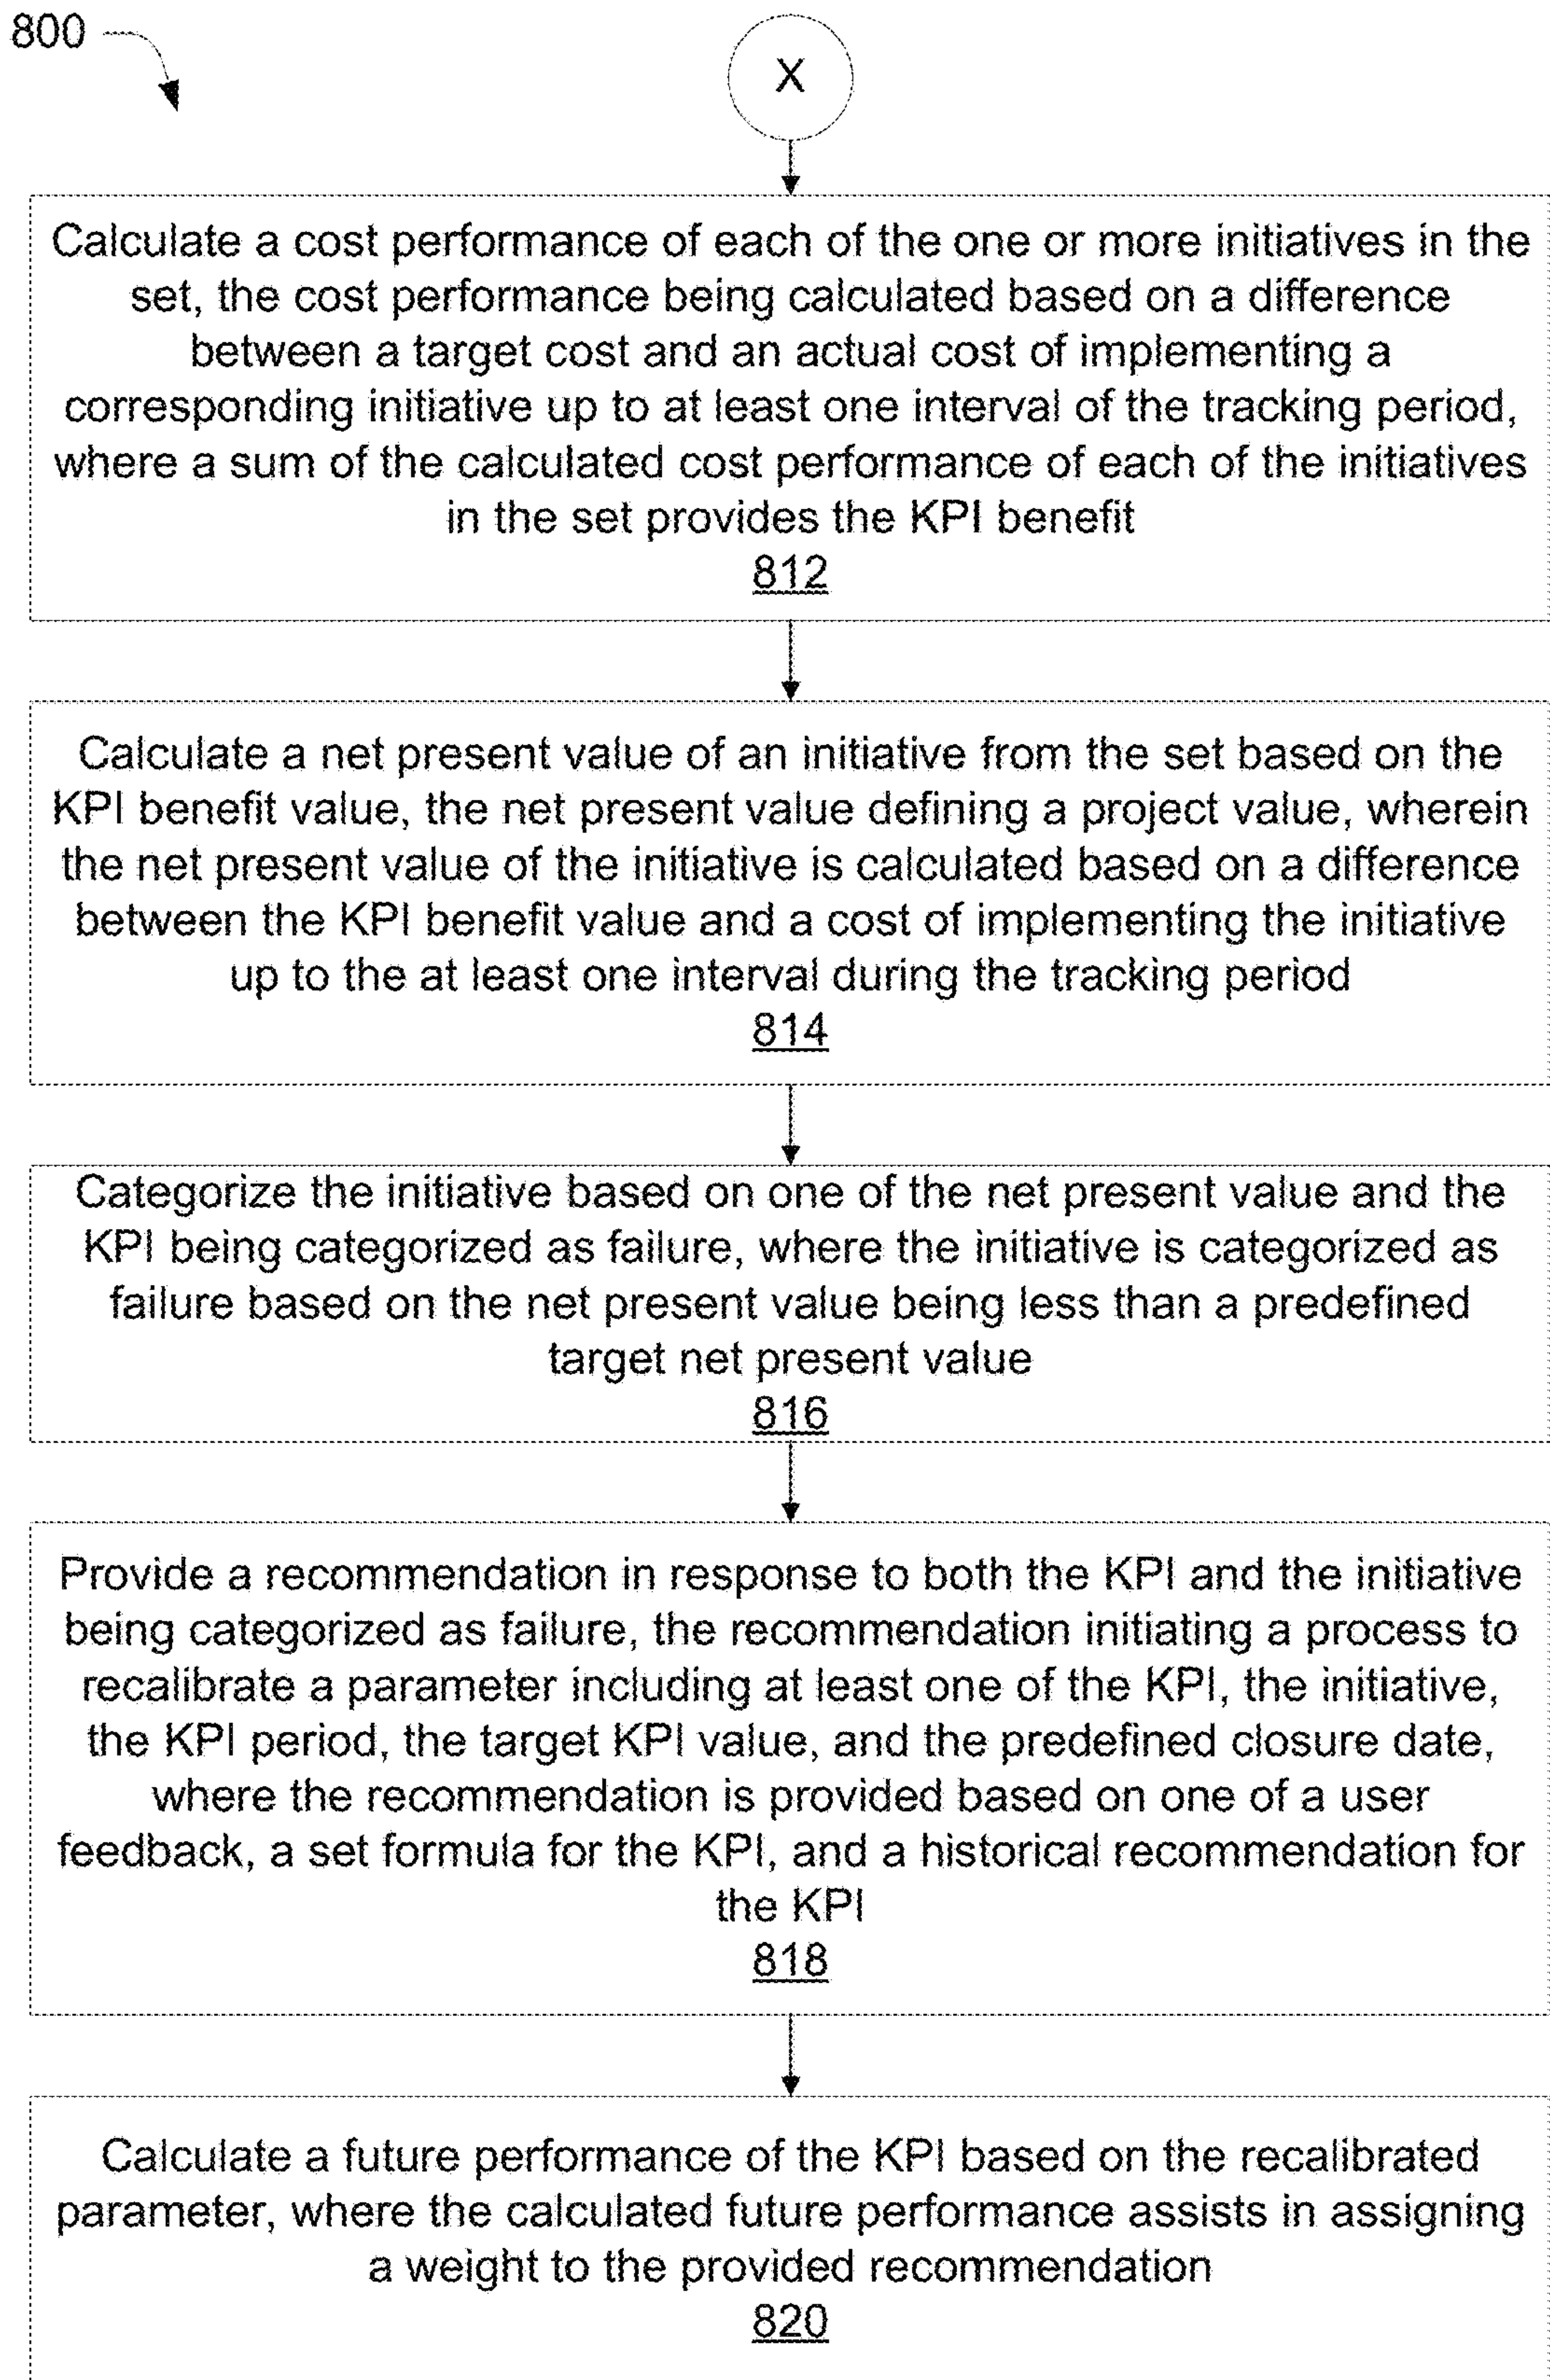 800
X
Calculate a cost performance of each of the one or more initiatives in the
set, the cost performance being calculated based on a difference
between a target cost and an actual cost of implementing a
corresponding initiative up to at least one interval of the tracking period,
where a sum of the calculated cost performance of each of the initiatives
in the set provides the KPI benefit
812
Calculate a net present value of an initiative from the set based on the
KPI benefit value, the net present value defining a project value, wherein
the net present value of the initiative is calculated based on a difference
between the KPI benefit value and a cost of implementing the initiative
up to the at least one interval during the tracking period
814
Categorize the initiative based on one of the net present value and the
KPI being categorized as failure, where the initiative is categorized as
failure based on the net present value being less than a predefined
target net present value
816
Provide a recommendation in response to both the KPI and the initiative
being categorized as failure, the recommendation initiating a process to
recalibrate a parameter including at least one of the KPI, the initiative,
the KPI period, the target KPI value, and the predefined closure date,
where the recommendation is provided based on one of a user
feedback, a set formula for the KPI, and a historical recommendation for
the KPI
818
Calculate a future performance of the KPI based on the recalibrated
parameter, where the calculated future performance assists in assigning
a weight to the provided recommendation
820